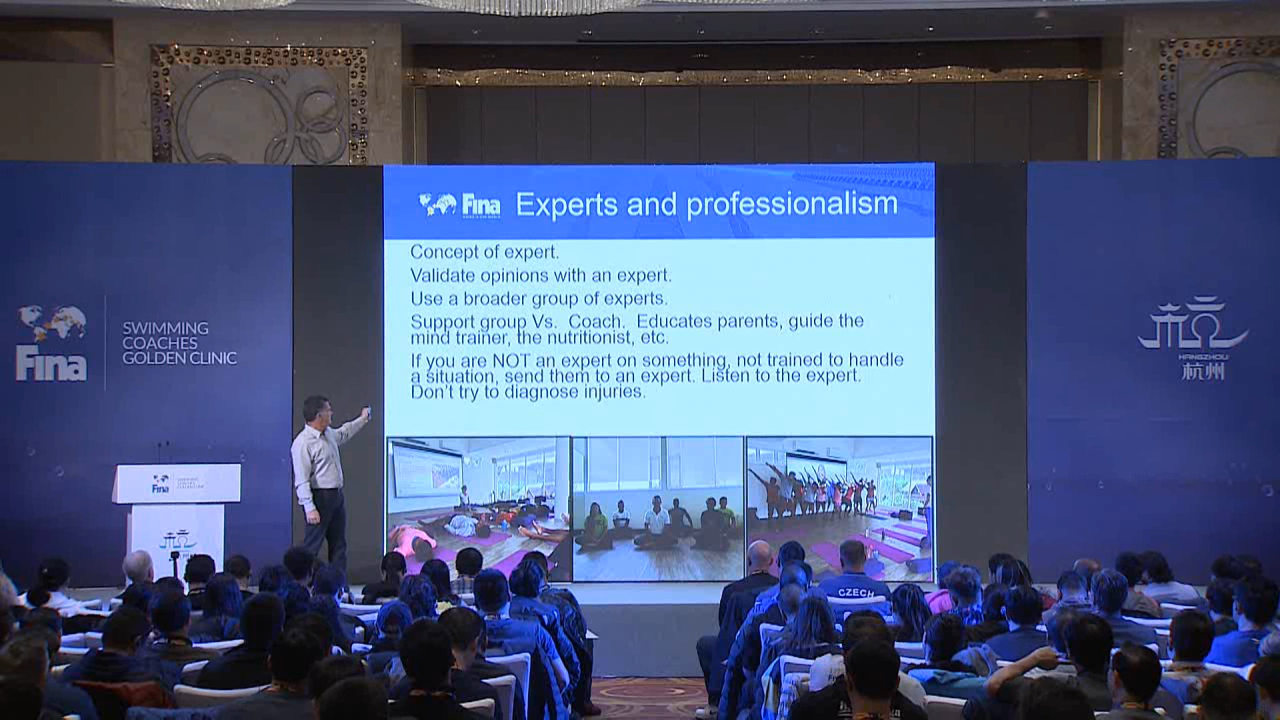 Fina
Experts and professionalism
Concept of expert.
Validate opinions with an expert.
Use a broader group of experts.
Support group Vs. Coach. Educates parents, guide the
mind trainer, the nutritionist, etc.
If you are NOT an expert on something, not trained to handle
a situation, send them to an expert. Listen to the expert.
Don't try to diagnose injuries.
Fina
SWIMMING
COACHES
GOLDEN CLINIC
HANGZHOU
杭州
Fina
CZECH